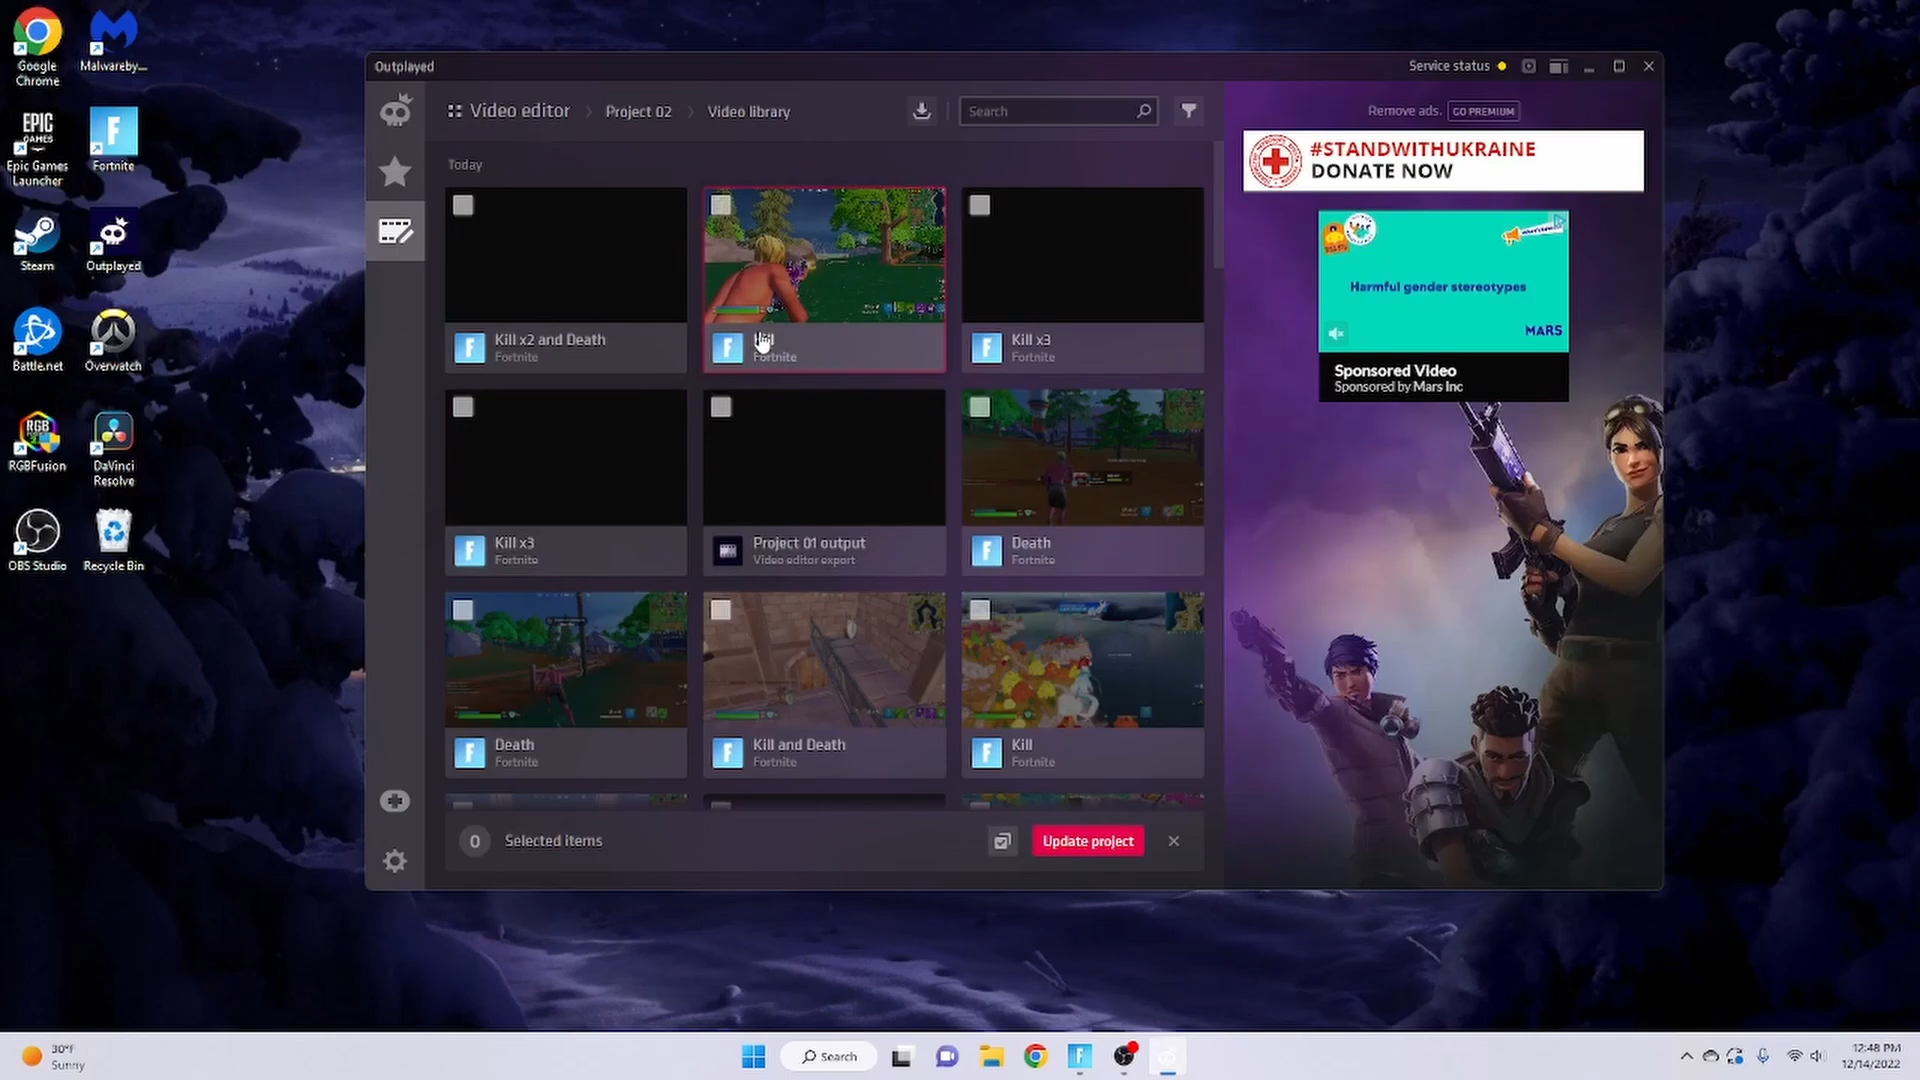 Google
Chrome
Malwareby...
EPIC
GAMES
Epic Games
Launcher
Fortnite
Steam
Outplayed
Battle.net
Overwatch
RGB
RGBFusion
DaVinci
Resolve
OBS Studio
Recycle Bin
Outplayed
Service status
Video editor
Project 02
Video library
Search
Remove ads.
GO PREMIUM
#STANDWITHUKRAINE
DONATE NOW
Today
Kill x2 and Death
Fortnite
Fortnite
Kill x3
Fortnite
Harmful gender stereotypes
MARS
Sponsored Video
Sponsored by Mars Inc
Kill x3
Fortnite
Project 01 output
Video editor export
Death
Fortnite
Death
Fortnite
Kill and Death
Fortnite
Kill
Fortnite
0
Selected items
Update project
30°F
Sunny
Search
12:48 PM
12/14/2022